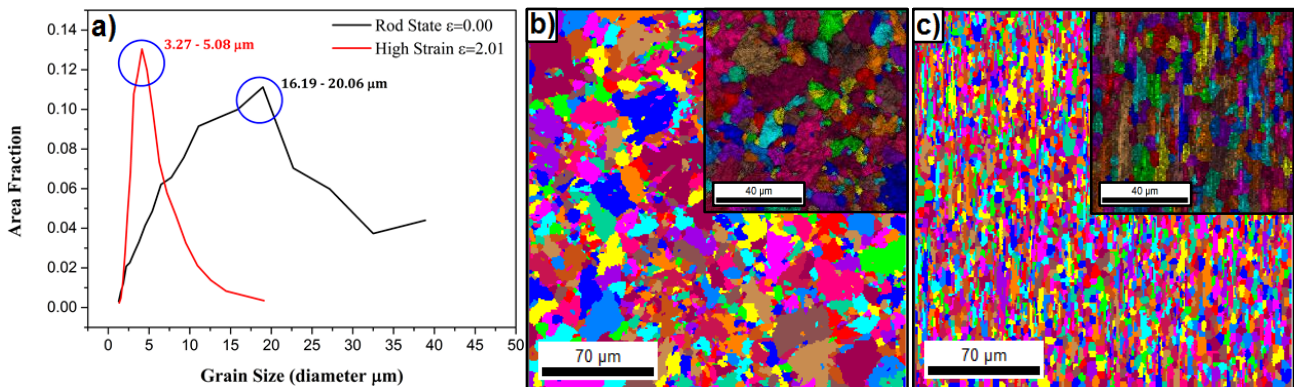 a)
Rod State ε=0.00
High Strain ε=2.01
3.27 - 5.08 μm
16.19 - 20.06 μm
0.14
0.12
0.10
0.08
0.06
0.04
0.02
0.00
Area Fraction
0 5 10 15 20 25 30 35 40 45 50
Grain Size (diameter μm)
b)
40 μm
70 μm
c)
40 μm
70 μm